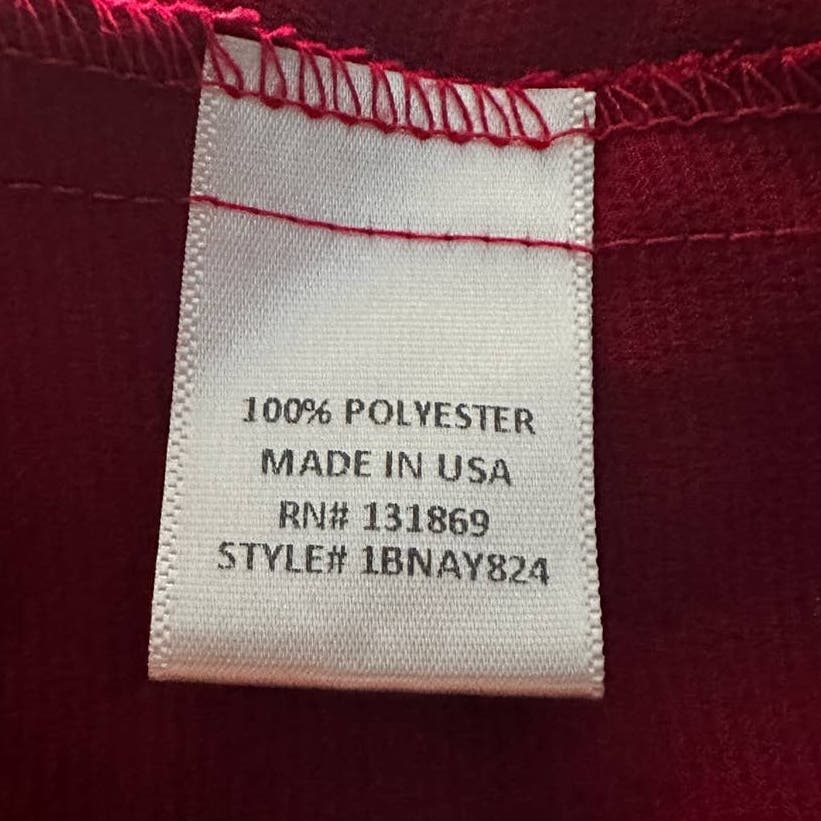 100% POLYESTER
MADE IN USA
RN# 131869
STYLE# 1BNAY824